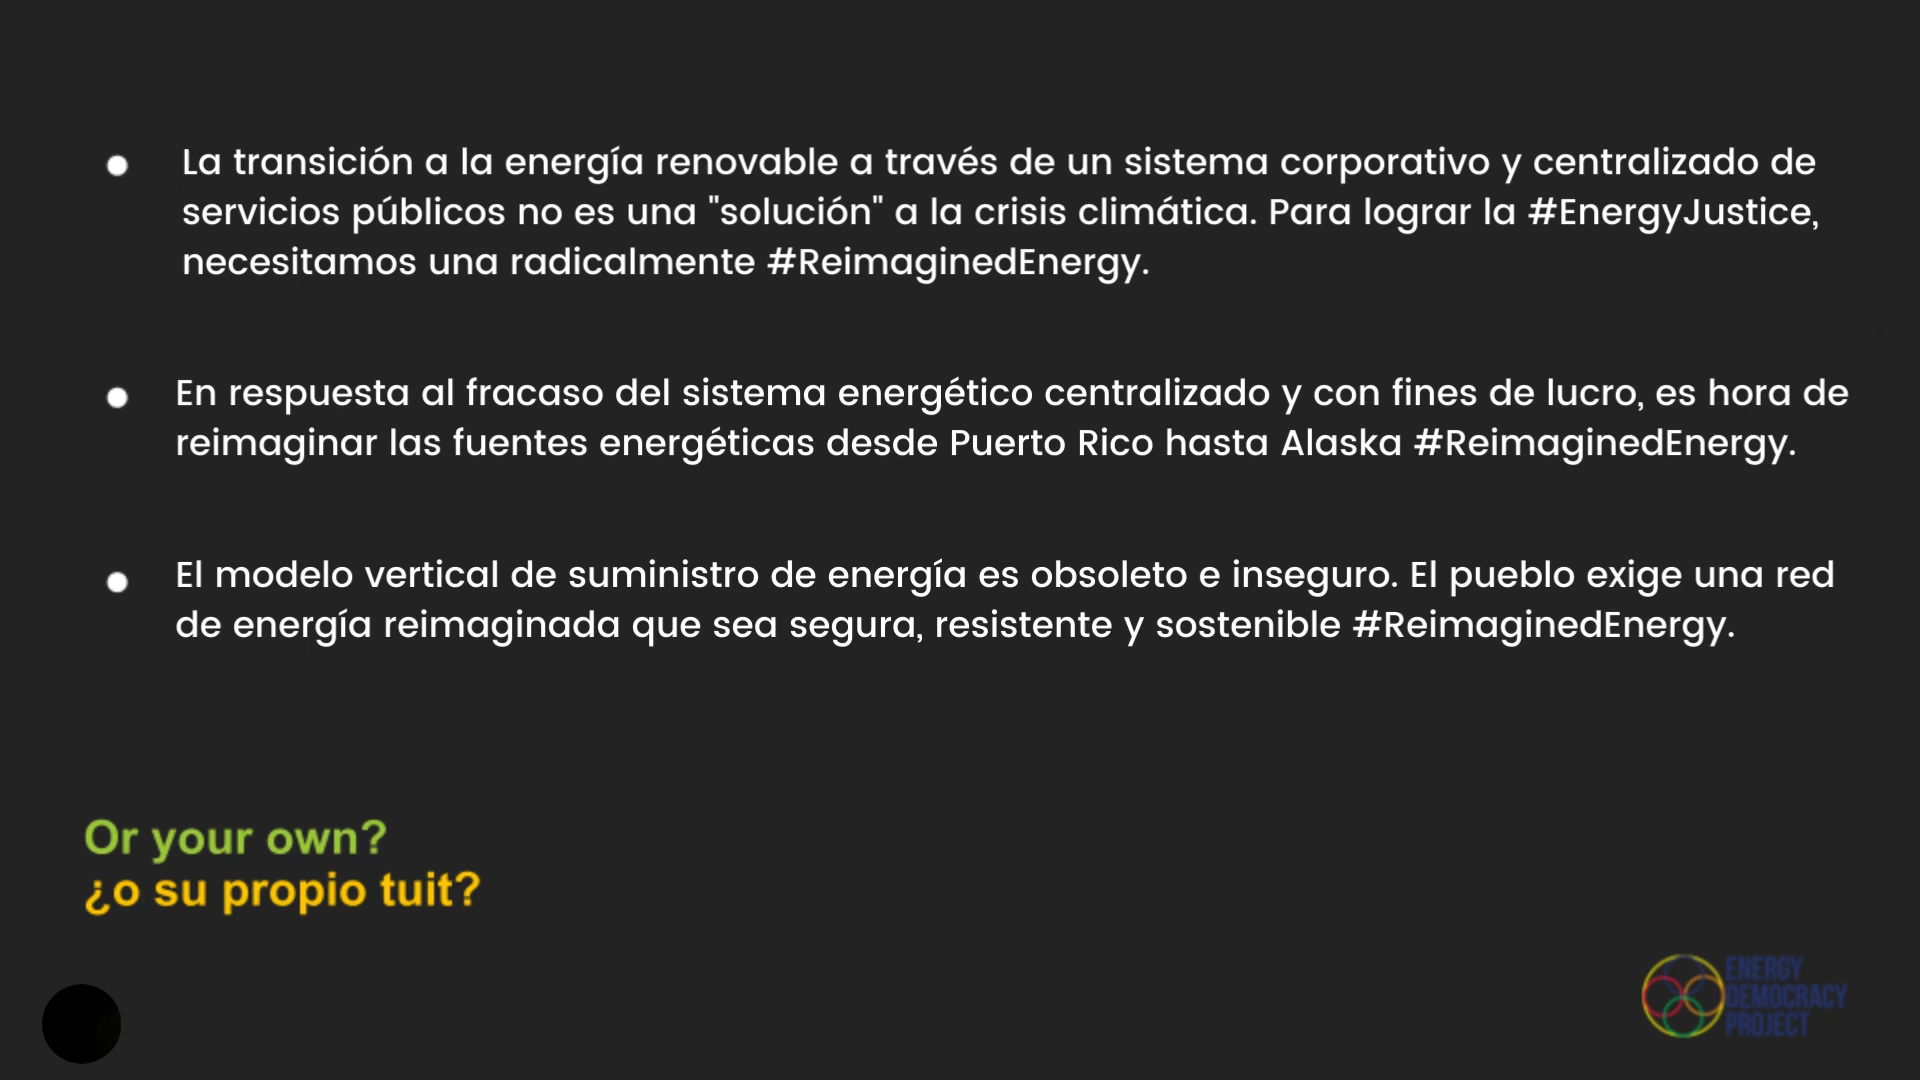 La transición a la energía renovable a través de un sistema corporativo y centralizado de
servicios públicos no es una "solución" a la crisis climática. Para lograr la #EnergyJustice,
necesitamos una radicalmente #ReimaginedEnergy.
En respuesta al fracaso del sistema energético centralizado y con fines de lucro, es hora de
reimaginar las fuentes energéticas desde Puerto Rico hasta Alaska #ReimaginedEnergy.
El modelo vertical de suministro de energía es obsoleto e inseguro. El pueblo exige una red
de energía reimaginada que sea segura, resistente y sostenible #ReimaginedEnergy.
Or your own?
¿o su propio tuit?
ENERGY
DEMOCRACY
PROJECT